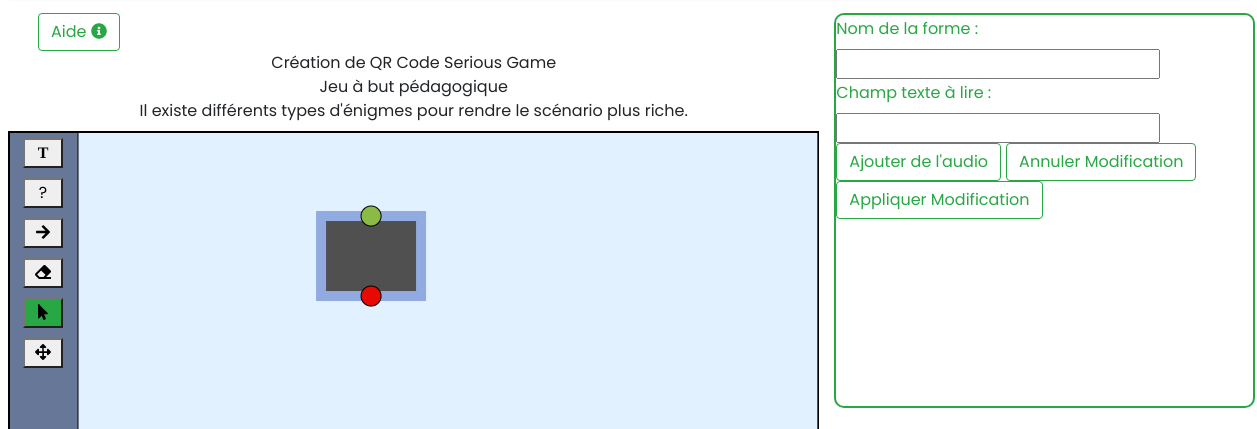 Aide
Création de QR Code Serious Game
Jeu à but pédagogique
Il existe différents types d'énigmes pour rendre le scénario plus riche.
T
?
Nom de la forme :
Champ texte à lire :
Ajouter de l'audio
Annuler Modification
Appliquer Modification